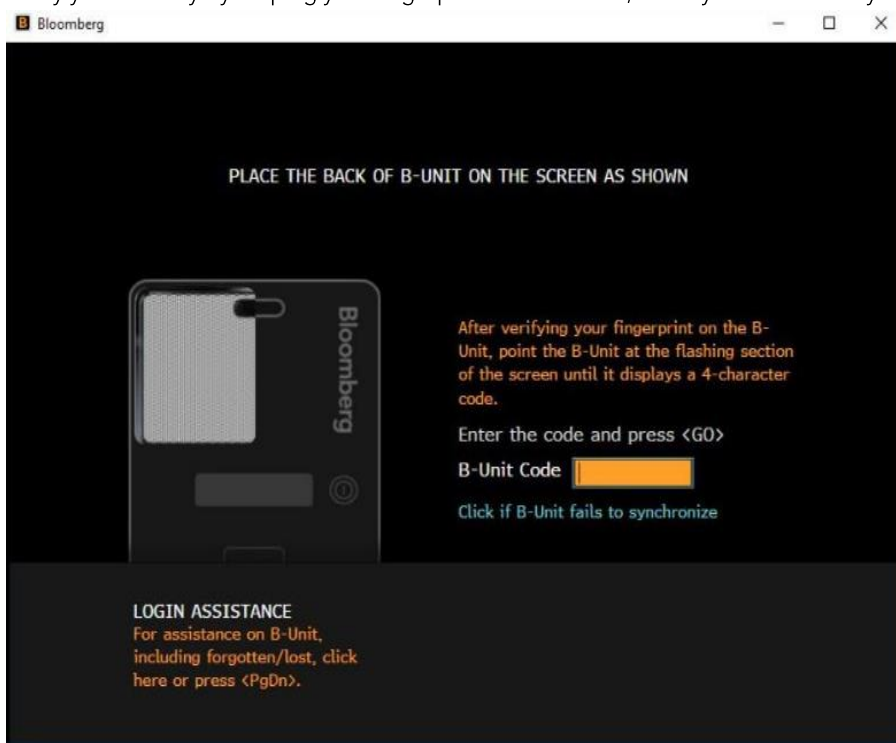 Bloomberg
PLACE THE BACK OF B-UNIT ON THE SCREEN AS SHOWN
Bloomberg
After verifying your fingerprint on the B-
Unit, point the B-Unit at the flashing section
of the screen until it displays a 4-character
code.
Enter the code and press <GO>
B-Unit Code
Click if B-Unit fails to synchronize
LOGIN ASSISTANCE
For assistance on B-Unit,
including forgotten/lost, click
here or press <PgDn>.